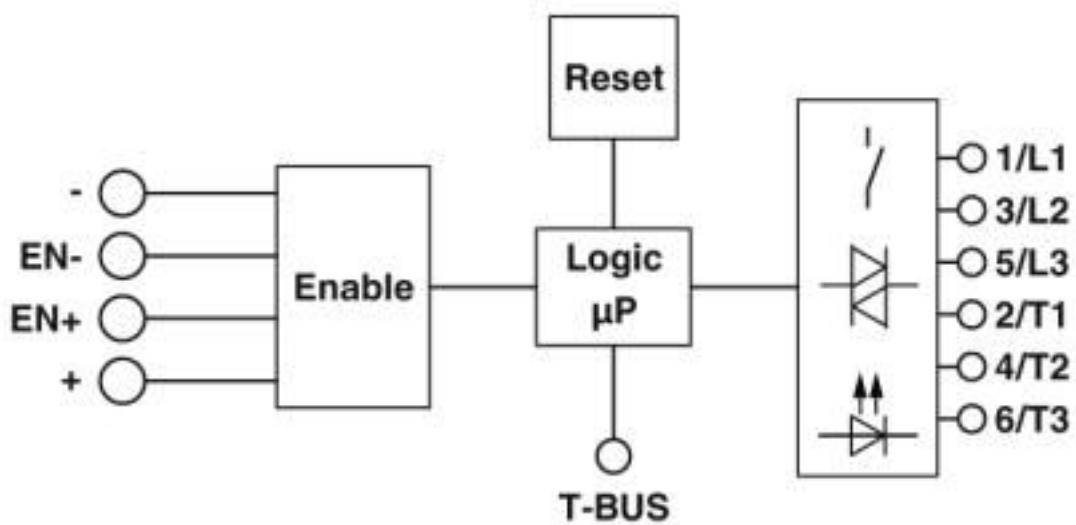 Reset
-
EN-
EN+
+
Enable
Logic
µP
T-BUS
1/L1
3/L2
5/L3
2/T1
4/T2
6/T3